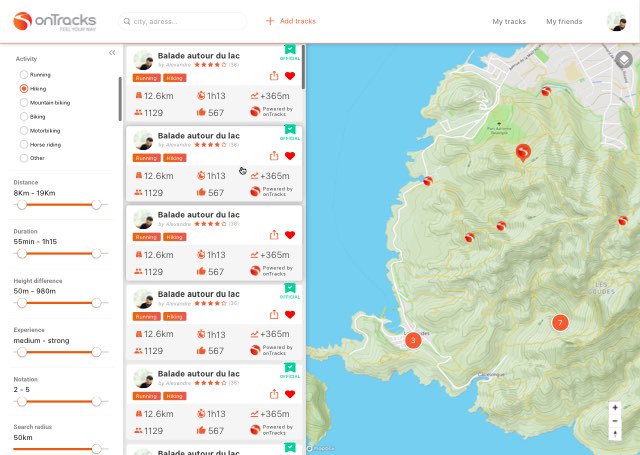 onTracks
FEEL YOUR WAY
city, adress...
+ Add tracks
My tracks
My friends
Activity
Running
Hiking
Mountain biking
Biking
Motorbiking
Horse riding
Other
Distance
8Km - 19Km
Duration
55min - 1h15
Height difference
50m - 980m
Experience
medium - strong
Notation
2 - 5
Search radius
50km
Balade autour du lac
by Alexandre (36)
OFFICIAL
Running Hiking
12.6km 1h13 +365m
1129 567 Powered by
onTracks
Balade autour du lac
by Alexandre (36)
OFFICIAL
Running Hiking
12.6km 1h13 +365m
1129 567 Powered by
onTracks
Balade autour du lac
by Alexandre (36)
Running Hiking
12.6km 1h13 +365m
1129 567 Powered by
onTracks
Balade autour du lac
by Alexandre (36)
OFFICIAL
Running Hiking
12.6km 1h13 +365m
1129 567 Powered by
onTracks
Balade autour du lac
by Alexandre (36)
OFFICIAL
Running Hiking
12.6km 1h13 +365m
1129 567 Powered by
onTracks
Balade autour du lac
LES
GOUDES
7
3
Callelongue
mapbox